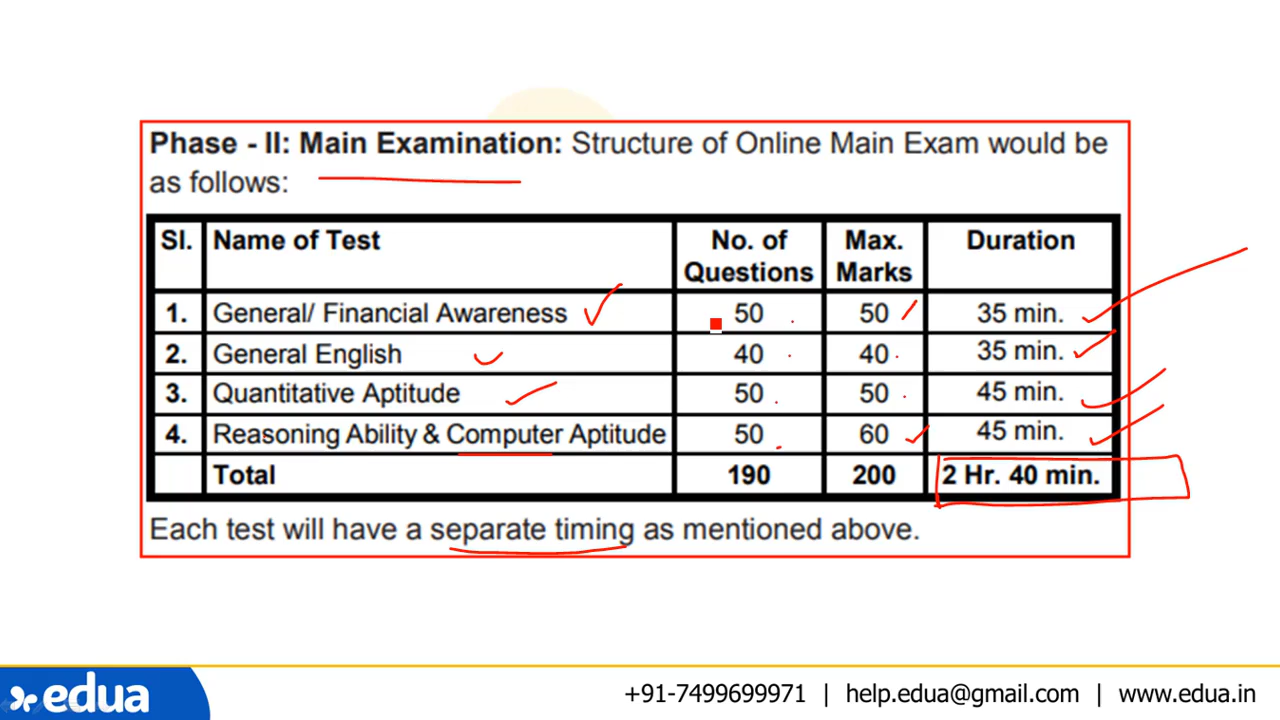 Phase - II: Main Examination: Structure of Online Main Exam would be
as follows:
Sl. Name of Test No. of Questions Max. Marks Duration
1. General/ Financial Awareness 50 50 35 min.
2. General English 40 40 35 min.
3. Quantitative Aptitude 50 50 45 min.
4. Reasoning Ability & Computer Aptitude 50 60 45 min.
Total 190 200 2 Hr. 40 min.
Each test will have a separate timing as mentioned above.
edua +91-7499699971 | help.edua@gmail.com | www.edua.in